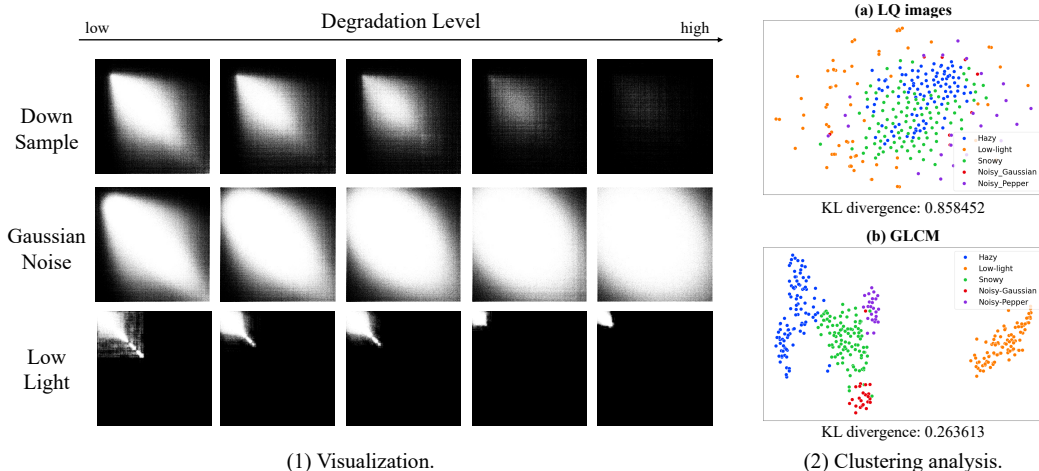 Degradation Level
low
high
Down
Sample
Gaussian
Noise
Low
Light
(1) Visualization.
(a) LQ images
Hazy
Low-light
Snowy
Noisy_Gaussian
Noisy_Pepper
KL divergence: 0.858452
(b) GLCM
Hazy
Low-light
Snowy
Noisy-Gaussian
Noisy-Pepper
KL divergence: 0.263613
(2) Clustering analysis.